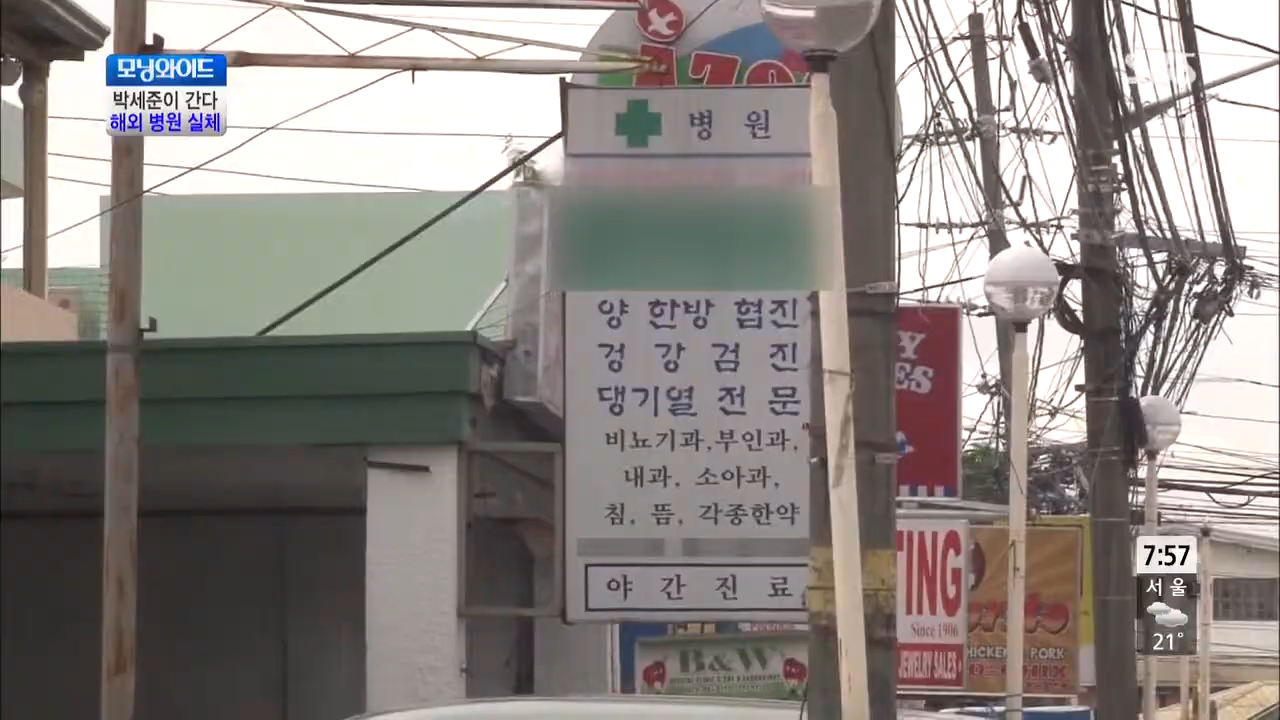 모닝와이드
박세준이 간다
해외 병원 실체
SBS
병 원
양 한방 협진
겅 강 검 진
댕기열 전 문
비뇨기과, 부인과,
내과, 소아과,
침, 뜸, 각종한약
야 간 진 료
B&W
TING
Since 1906
JEWELRY SALES
PORK
7:57
서울
21°